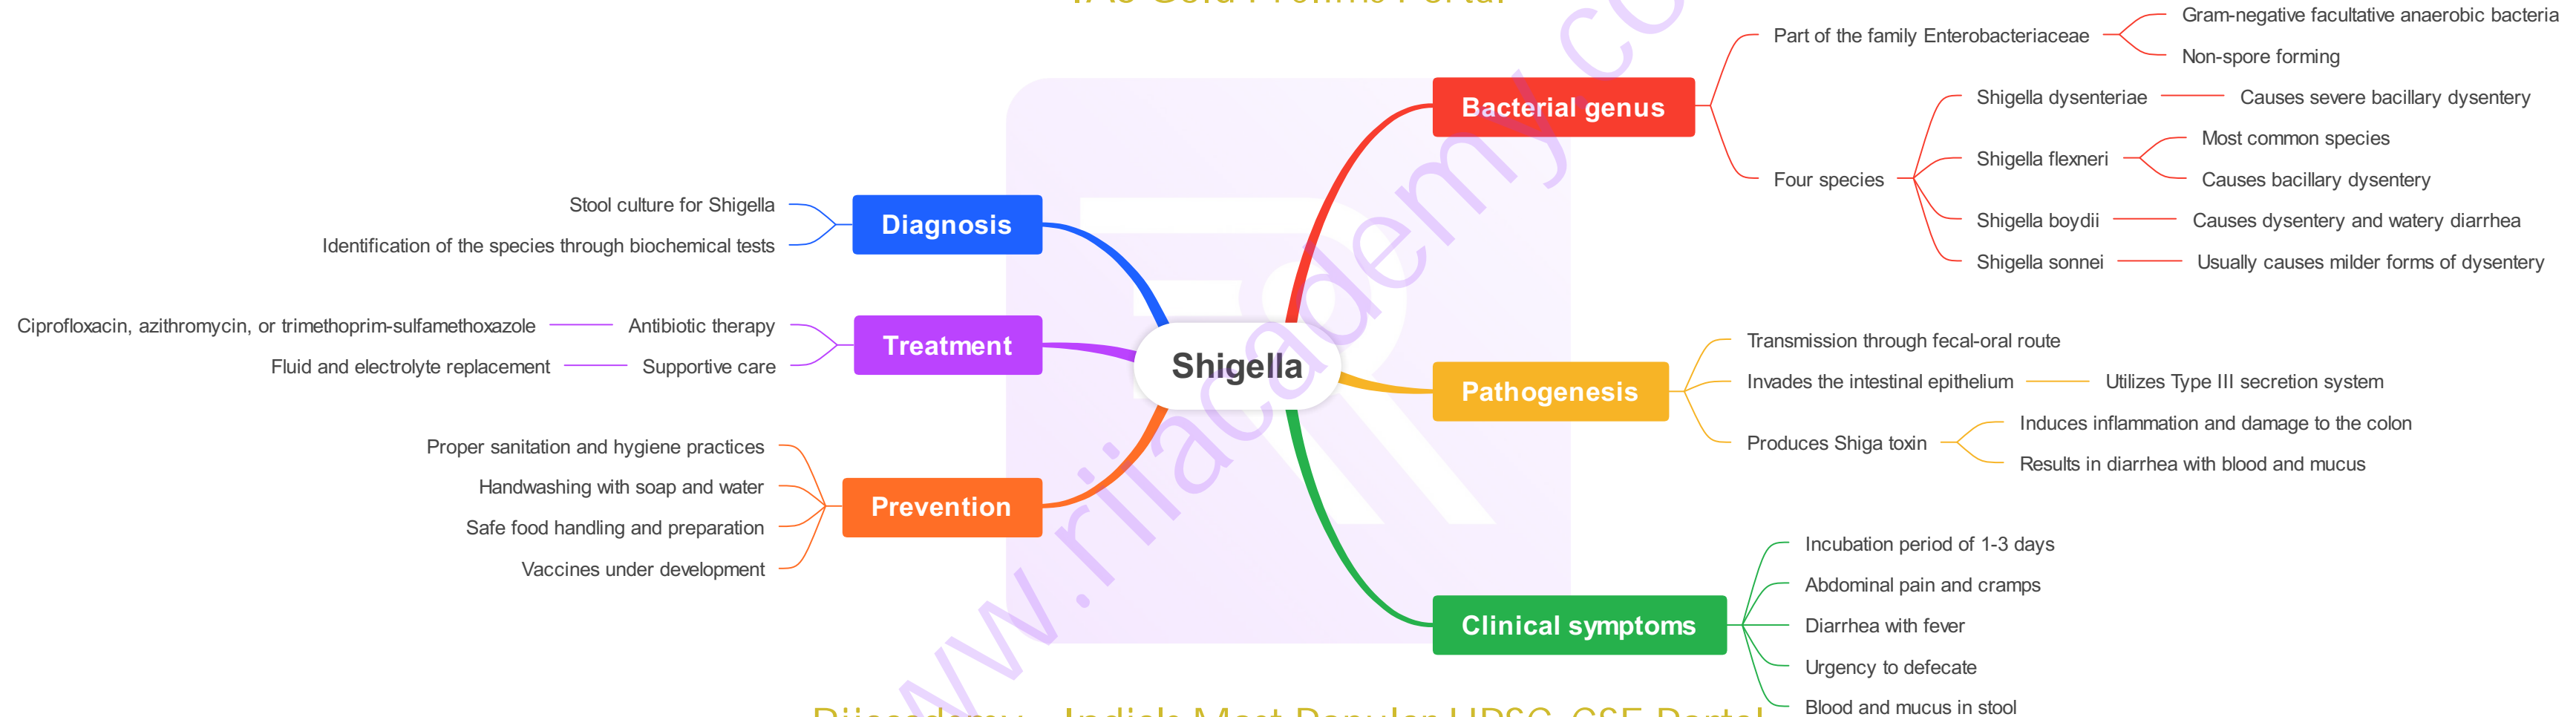 Shigella
Bacterial genus
Part of the family Enterobacteriaceae
Gram-negative facultative anaerobic bacteria
Non-spore forming
Four species
Shigella dysenteriae
Causes severe bacillary dysentery
Shigella flexneri
Most common species
Causes bacillary dysentery
Shigella boydii
Causes dysentery and watery diarrhea
Shigella sonnei
Usually causes milder forms of dysentery
Pathogenesis
Transmission through fecal-oral route
Invades the intestinal epithelium
Utilizes Type III secretion system
Produces Shiga toxin
Induces inflammation and damage to the colon
Results in diarrhea with blood and mucus
Clinical symptoms
Incubation period of 1-3 days
Abdominal pain and cramps
Diarrhea with fever
Urgency to defecate
Blood and mucus in stool
Diagnosis
Stool culture for Shigella
Identification of the species through biochemical tests
Treatment
Antibiotic therapy
Ciprofloxacin, azithromycin, or trimethoprim-sulfamethoxazole
Supportive care
Fluid and electrolyte replacement
Prevention
Proper sanitation and hygiene practices
Handwashing with soap and water
Safe food handling and preparation
Vaccines under development